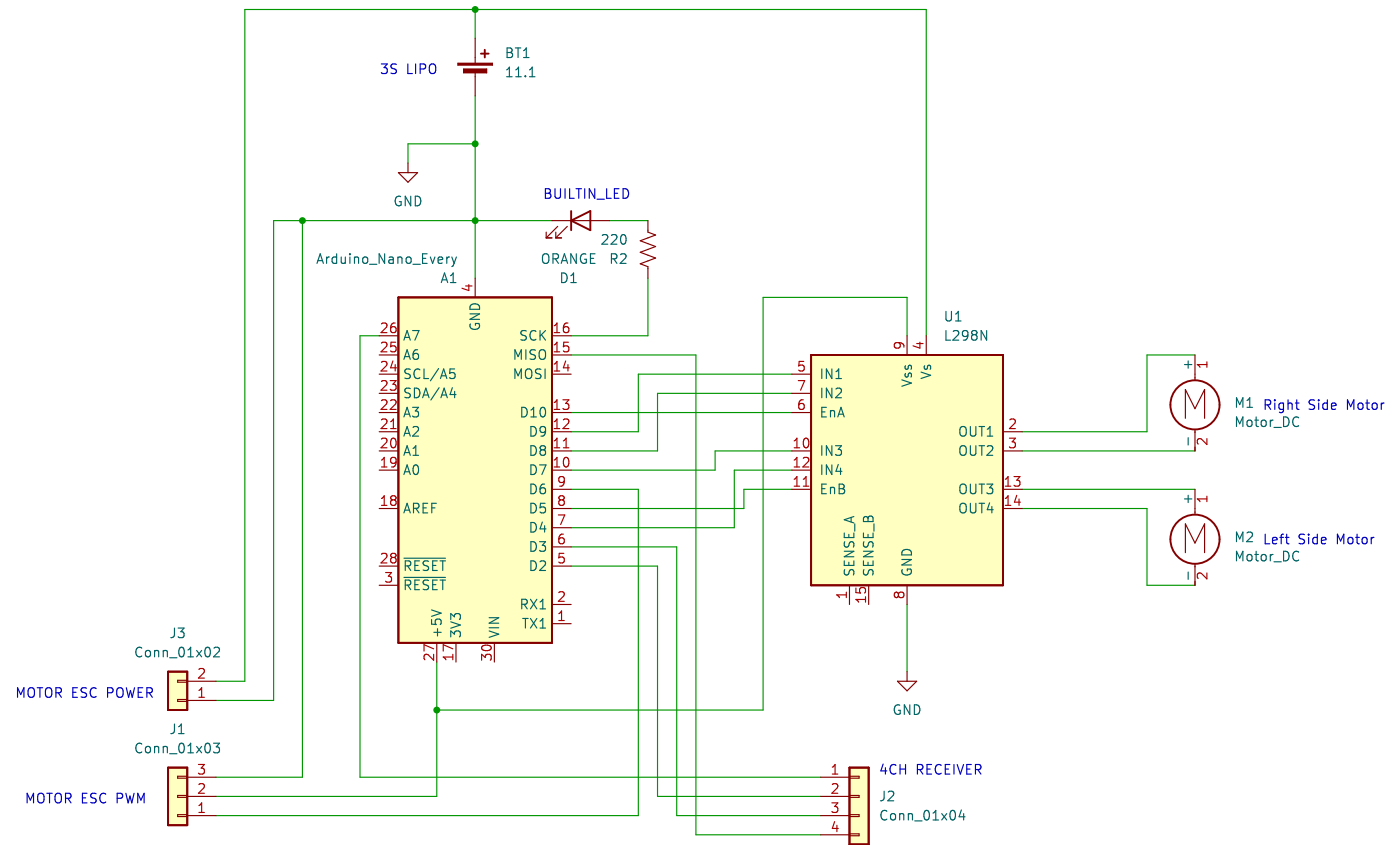 3S LIPO
BT1
11.1
GND
BUILTIN_LED
220
R2
ORANGE
D1
Arduino_Nano_Every
A1
4
GND
26 A7
25 A6
24 SCL/A5
23 SDA/A4
22 A3
21 A2
20 A1
19 A0
18 AREF
28 RESET
3 RESET
SCK 16
MISO 15
MOSI 14
D10 13
D9 12
D8 11
D7 10
D6 9
D5 8
D4 7
D3 6
D2 5
RX1 2
TX1 1
+5V
3V3
VIN
27
17
30
U1
L298N
9
4
Vss
Vs
5 IN1
7 IN2
6 EnA
10 IN3
12 IN4
11 EnB
OUT1 2
OUT2 3
OUT3 13
OUT4 14
SENSE_A
SENSE_B
GND
1
15
8
GND
+
1
M
M1 Right Side Motor
Motor_DC
2
+
1
M
M2 Left Side Motor
Motor_DC
2
J3
Conn_01x02
MOTOR ESC POWER
2
1
J1
Conn_01x03
MOTOR ESC PWM
3
2
1
4CH RECEIVER
J2
Conn_01x04
1
2
3
4